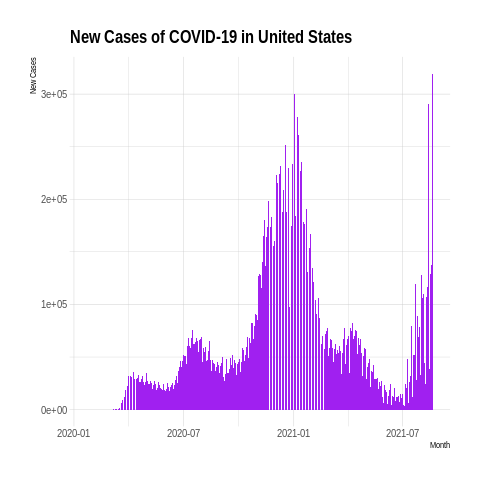 New Cases of COVID-19 in United States
New Cases
3e+05
2e+05
1e+05
0e+00
2020-01 2020-07 2021-01 2021-07
Month